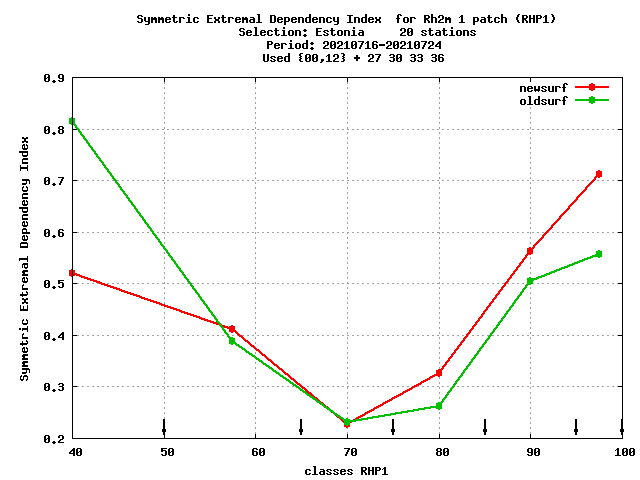 Symmetric Extremal Dependency Index  for Rh2m 1 patch (RHP1)
Selection: Estonia     20 stations
Period: 20210716-20210724
Used {00,12} + 27 30 33 36
newsurf
oldsurf
0.9
0.8
0.7
0.6
0.5
0.4
0.3
0.2
Symmetric Extremal Dependency Index
40 50 60 70 80 90 100
classes RHP1